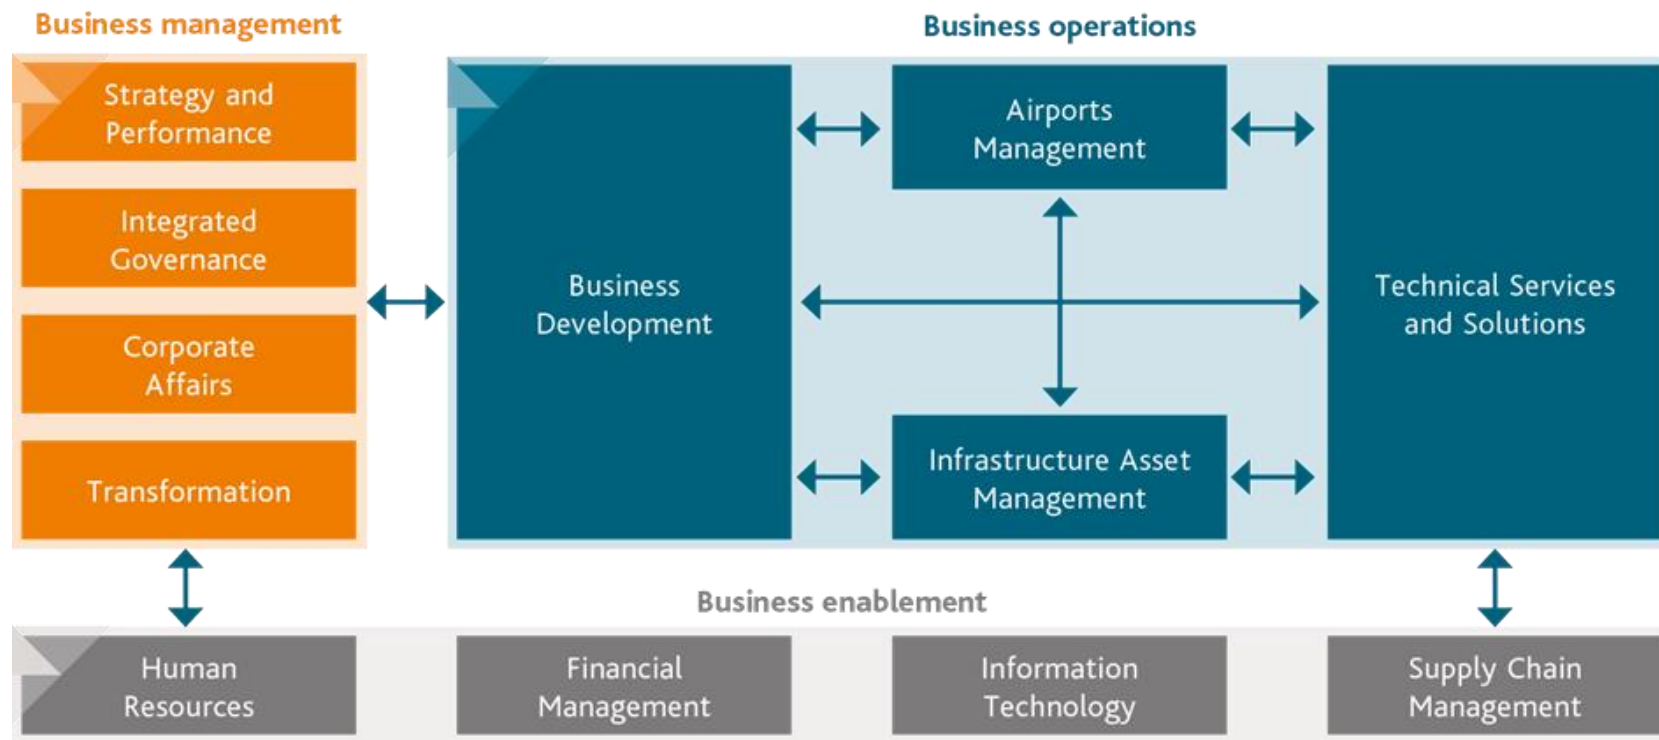 Business management
Strategy and
Performance
Integrated
Governance
Corporate
Affairs
Transformation
Business operations
Business
Development
Airports
Management
Infrastructure Asset
Management
Technical Services
and Solutions
Business enablement
Human
Resources
Financial
Management
Information
Technology
Supply Chain
Management